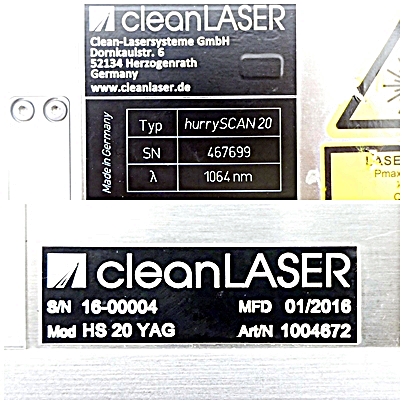 cleanLASER
Clean-Lasersysteme GmbH
Dornkaulstr. 6
52134 Herzogenrath
Germany
www.cleanlaser.de
Made in Germany
Typ hurrySCAN 20
SN 467699
λ 1064 nm
LASE
Pmax
cleanLASER
S/N 16-00004 MFD 01/2016
Mod HS 20 YAG Art/N 1004672